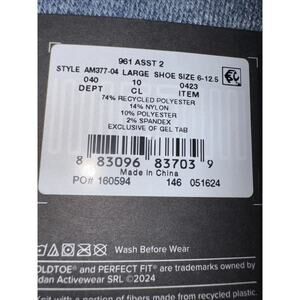 961 ASST 2
STYLE AM377-04 LARGE SHOE SIZE 6-12.5
040 10 0423
DEPT CL ITEM
74% RECYCLED POLYESTER
14% NYLON
10% POLYESTER
2% SPANDEX
EXCLUSIVE OF GEL TAB
8 83096 83703 9
Made in China
PO# 160594 146 051624
Wash Before Wear
OLDTOE® and PERFECT FIT® are trademarks owned by
dan Activewear SRL ©2024
Knit with a portion of fibers made from recycled